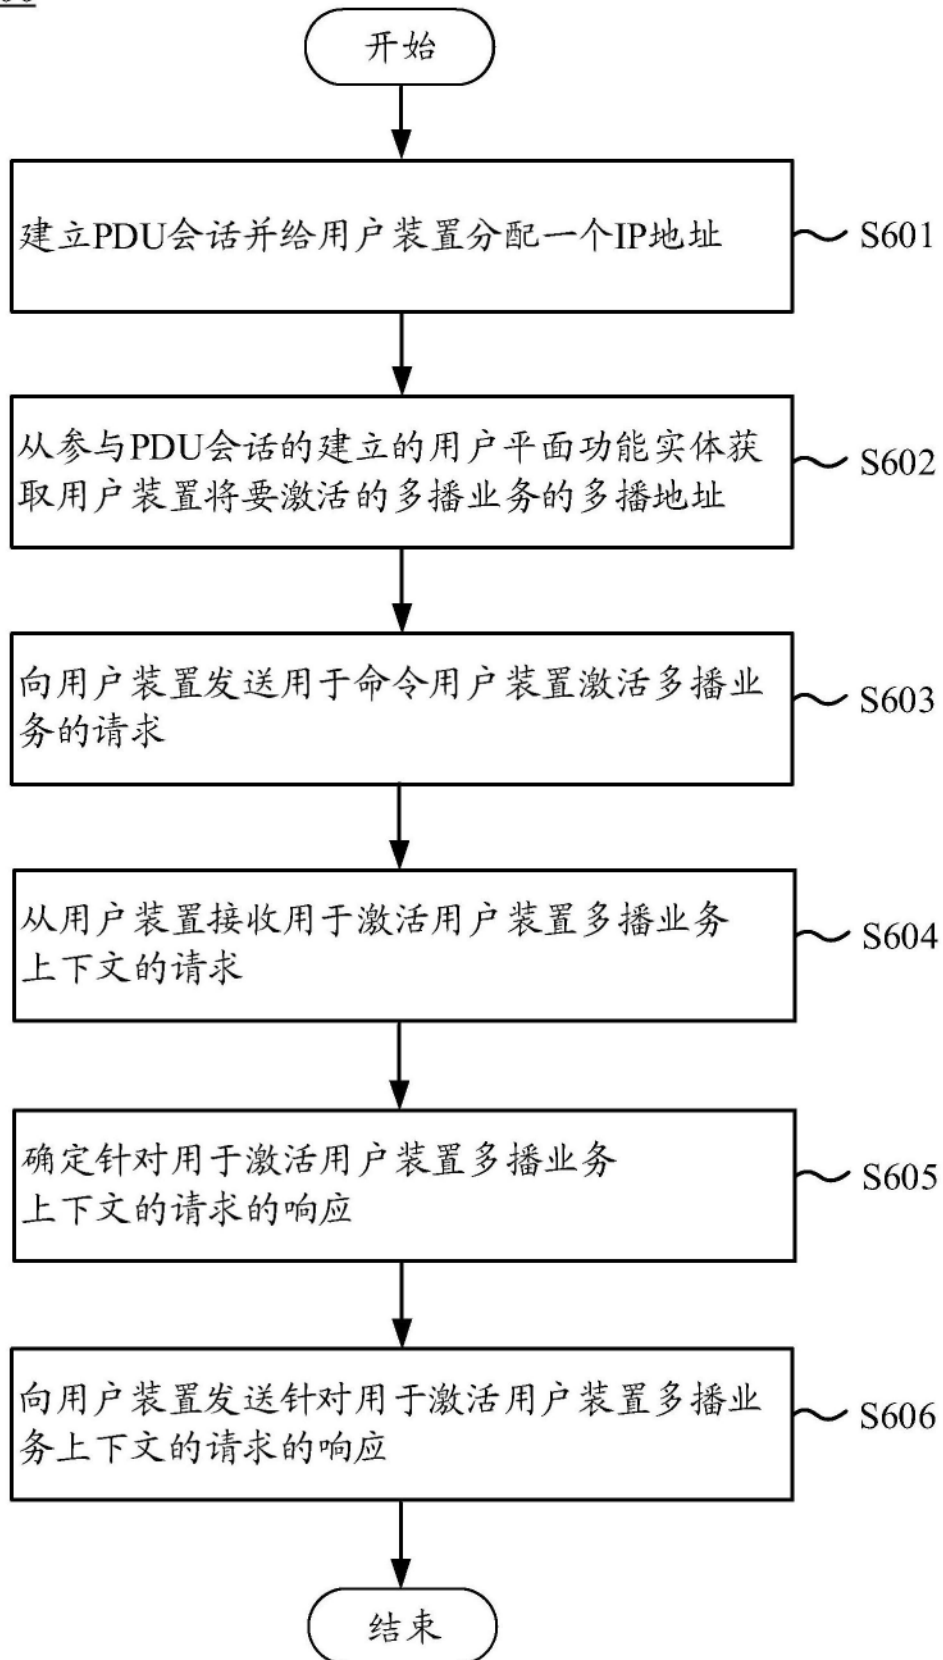 开始
建立PDU会话并给用户装置分配一个IP地址
S601
从参与PDU会话的建立的用户平面功能实体获
取用户装置将要激活的多播业务的多播地址
S602
向用户装置发送用于命令用户装置激活多播业
务的请求
S603
从用户装置接收用于激活用户装置多播业务
上下文的请求
S604
确定针对用于激活用户装置多播业务
上下文的请求的响应
S605
向用户装置发送针对用于激活用户装置多播业
务上下文的请求的响应
S606
结束